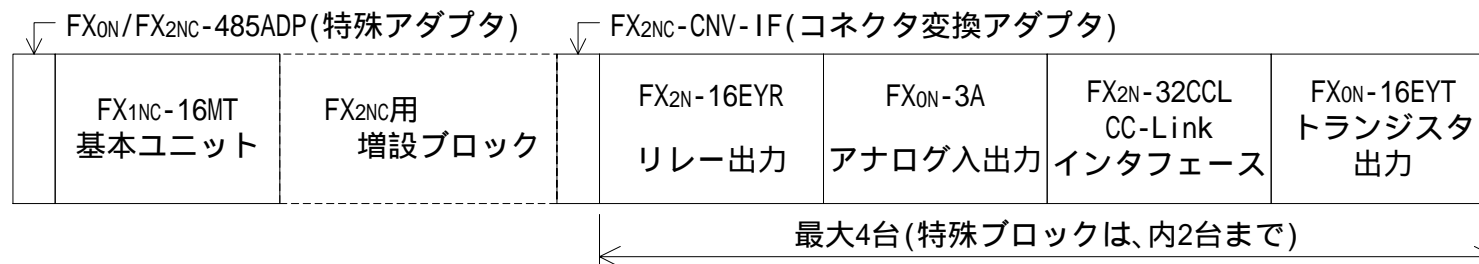 FX0N/FX2NC-485ADP(特殊アダプタ)
FX2NC-CNV-IF(コネクタ変換アダプタ)
FX1NC-16MT
基本ユニット
FX2NC用
増設ブロック
FX2N-16EYR
リレー出力
FX0N-3A
アナログ入出力
FX2N-32CCL
CC-Link
インタフェース
FX0N-16EYT
トランジスタ
出力
最大4台(特殊ブロックは、内2台まで)